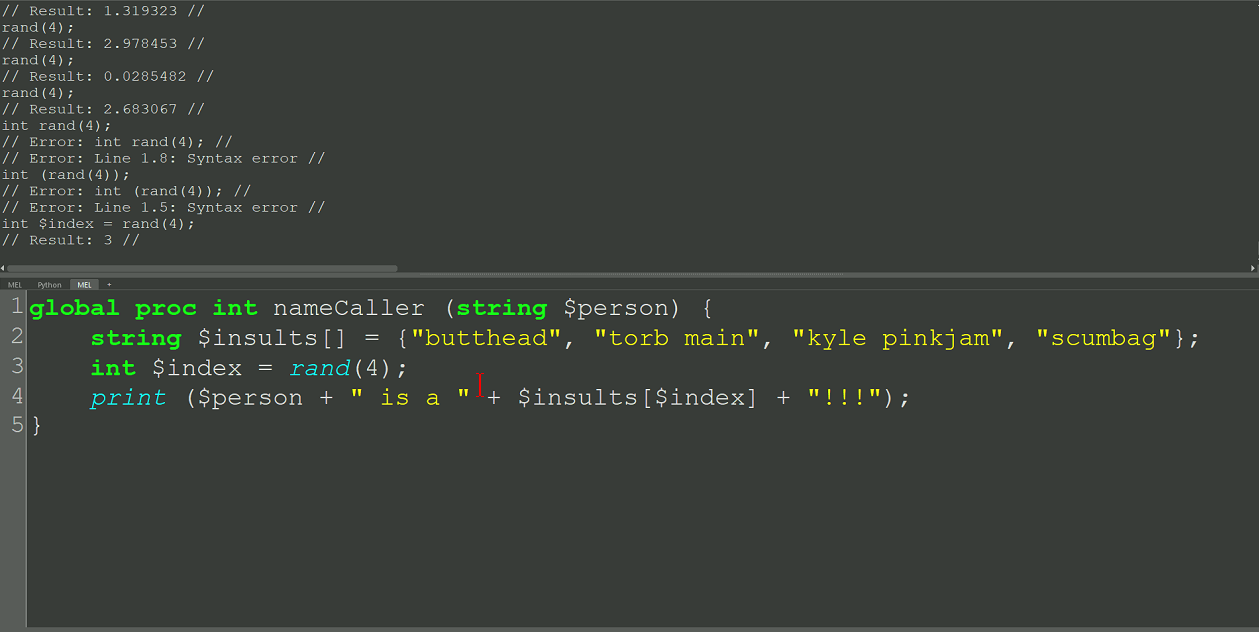 // Result: 1.319323 //
rand(4);
// Result: 2.978453 //
rand(4);
// Result: 0.0285482 //
rand(4);
// Result: 2.683067 //
int rand(4);
// Error: int rand(4); //
// Error: Line 1.8: Syntax error //
int (rand(4));
// Error: int (rand(4)); //
// Error: Line 1.5: Syntax error //
int $index = rand(4);
// Result: 3 //
MEL Python MEL +
1 global proc int nameCaller (string $person) {
2 string $insults[] = {"butthead", "torb main", "kyle pinkjam", "scumbag"};
3 int $index = rand(4);
4 print ($person + " is a " + $insults[$index] + "!!!");
5 }